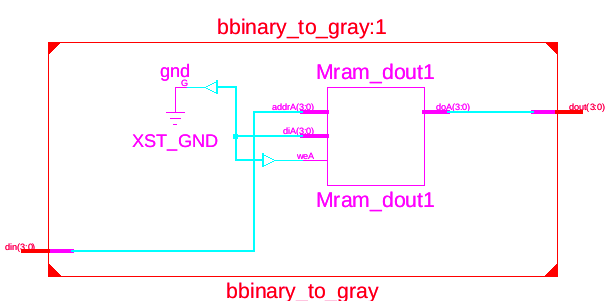 bbinary_to_gray:1
gnd
G
Mram_dout1
addrA(3:0)
doA(3:0)
dout(3:0)
diA(3:0)
XST_GND
weA
Mram_dout1
din(3:0)
bbinary_to_gray